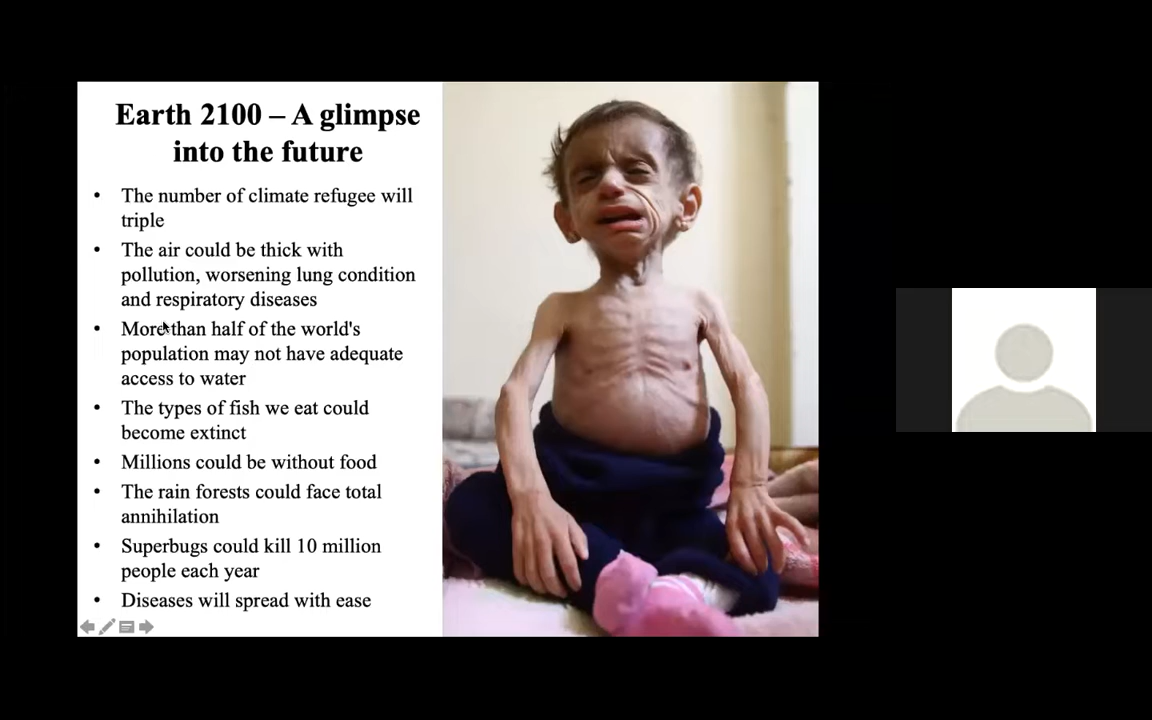 Earth 2100 – A glimpse
into the future
• The number of climate refugee will
triple
• The air could be thick with
pollution, worsening lung condition
and respiratory diseases
• More than half of the world's
population may not have adequate
access to water
• The types of fish we eat could
become extinct
• Millions could be without food
• The rain forests could face total
annihilation
• Superbugs could kill 10 million
people each year
• Diseases will spread with ease